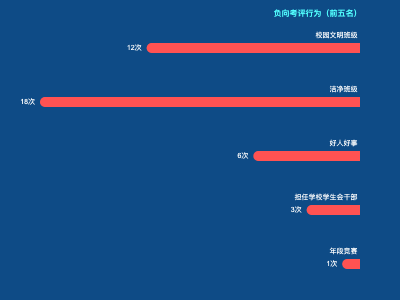 负向考评行为（前五名）
校园文明班级
12次
洁净班级
18次
好人好事
6次
担任学校学生会干部
3次
年段竞赛
1次